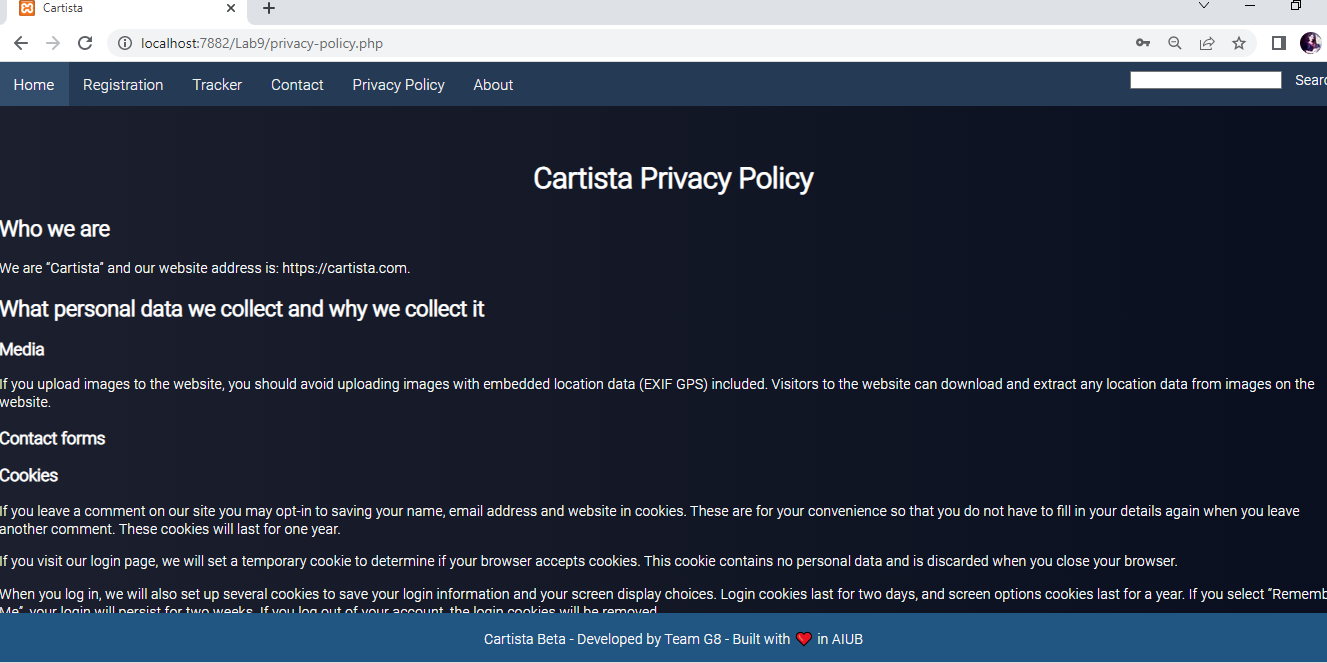 Cartista
localhost:7882/Lab9/privacy-policy.php
Home Registration Tracker Contact Privacy Policy About
Cartista Privacy Policy
Who we are
We are “Cartista” and our website address is: https://cartista.com.
What personal data we collect and why we collect it
Media
If you upload images to the website, you should avoid uploading images with embedded location data (EXIF GPS) included. Visitors to the website can download and extract any location data from images on the
website.
Contact forms
Cookies
If you leave a comment on our site you may opt-in to saving your name, email address and website in cookies. These are for your convenience so that you do not have to fill in your details again when you leave
another comment. These cookies will last for one year.
If you visit our login page, we will set a temporary cookie to determine if your browser accepts cookies. This cookie contains no personal data and is discarded when you close your browser.
When you log in, we will also set up several cookies to save your login information and your screen display choices. Login cookies last for two days, and screen options cookies last for a year. If you select “Rememb
Me”, your login will persist for two weeks. If you log out of your account, the login cookies will be removed.
Cartista Beta - Developed by Team G8 - Built with ❤ in AIUB